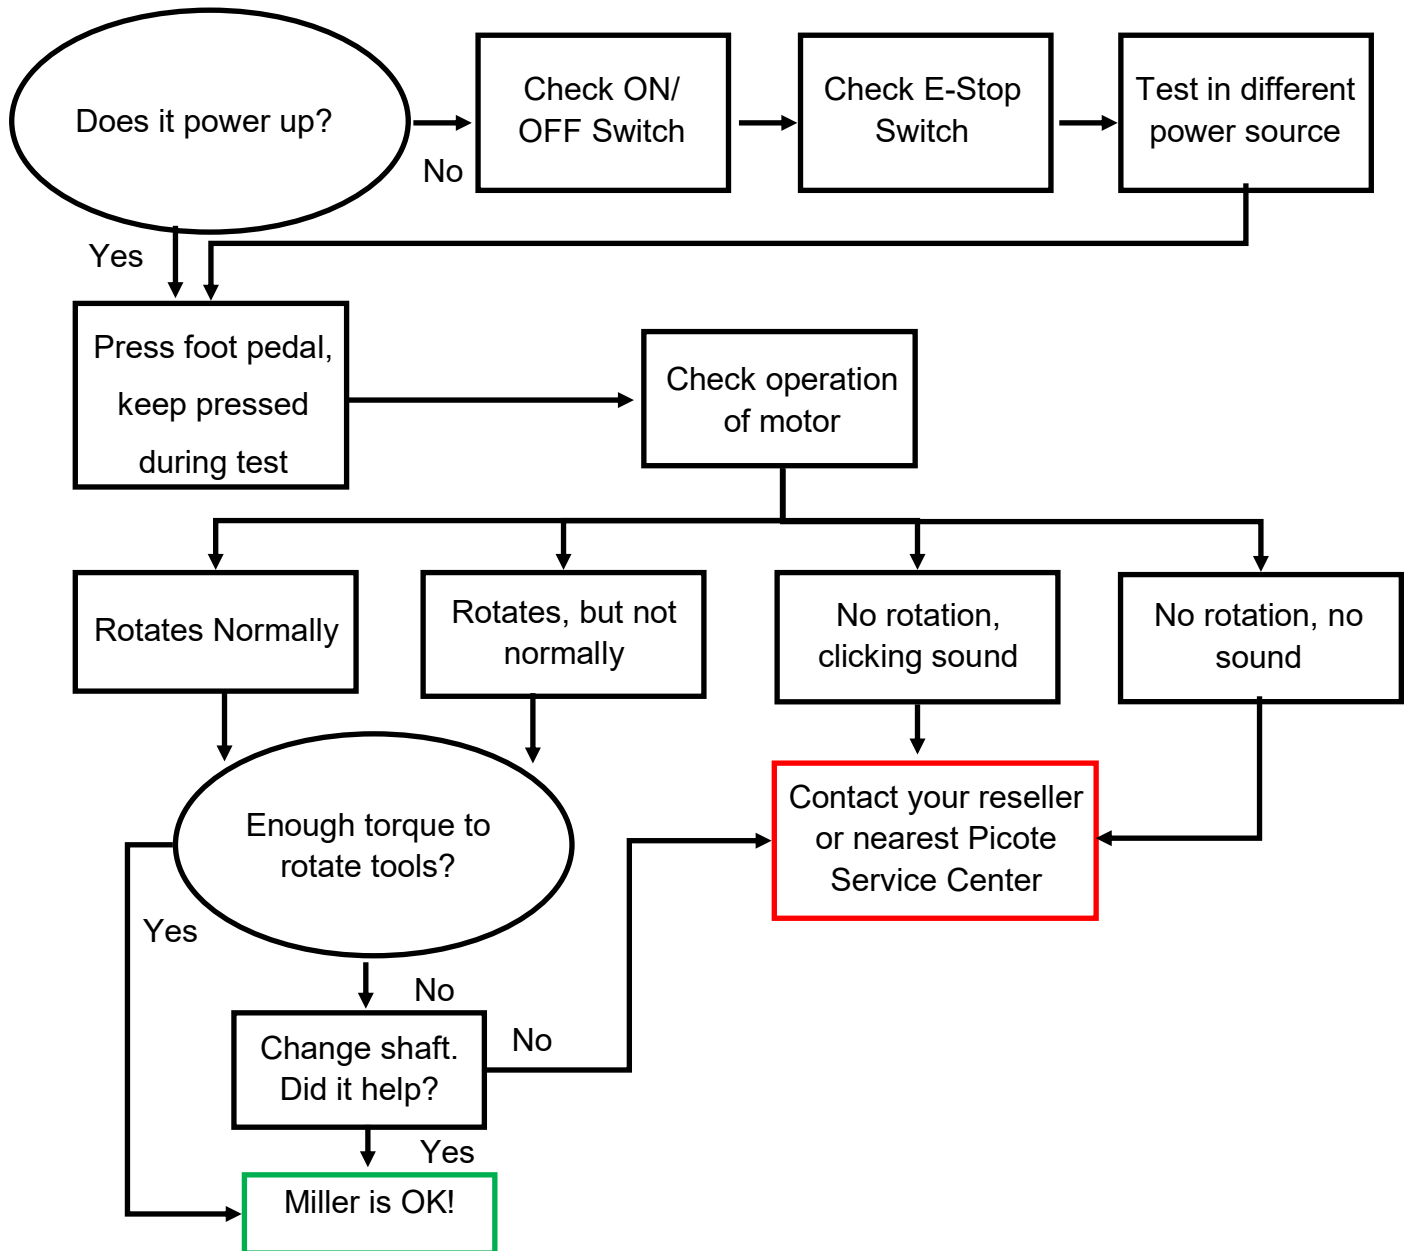 Does it power up?
No
Check ON/
OFF Switch
Check E-Stop
Switch
Test in different
power source
Yes
Press foot pedal,
keep pressed
during test
Check operation
of motor
Rotates Normally
Rotates, but not
normally
No rotation,
clicking sound
No rotation, no
sound
Enough torque to
rotate tools?
Contact your reseller
or nearest Picote
Service Center
Yes
No
Change shaft.
Did it help?
No
Yes
Miller is OK!